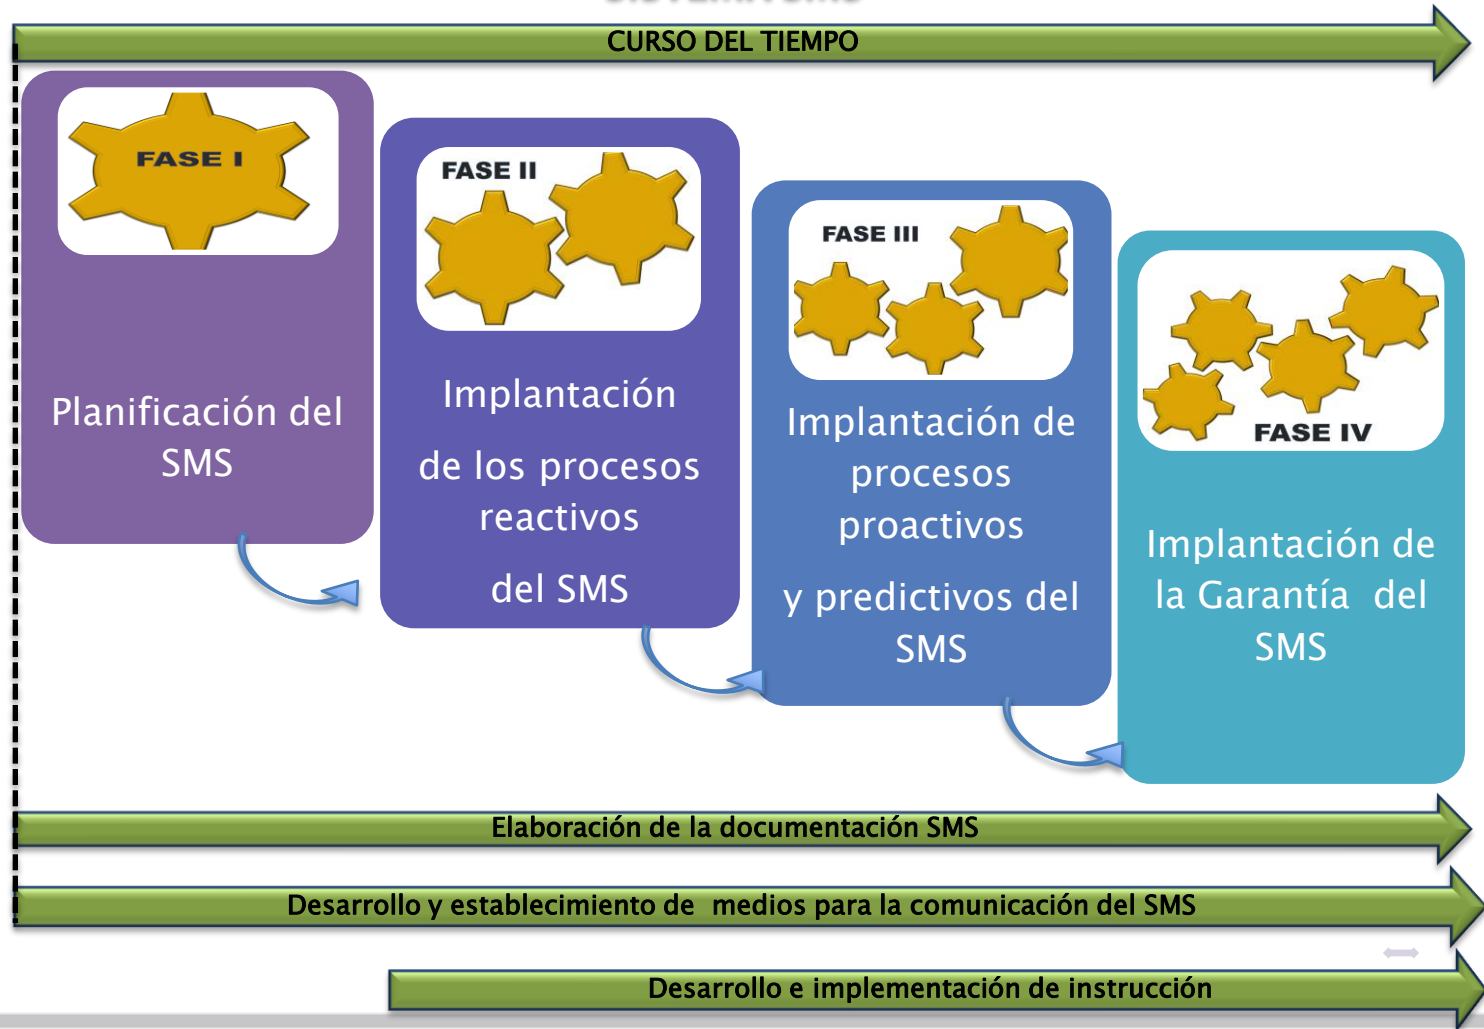 CURSO DEL TIEMPO
FASE I
Planificación del
SMS
FASE II
Implantación
de los procesos
reactivos
del SMS
FASE III
Implantación de
procesos
proactivos
y predictivos del
SMS
FASE IV
Implantación de
la Garantía del
SMS
Elaboración de la documentación SMS
Desarrollo y establecimiento de medios para la comunicación del SMS
Desarrollo e implementación de instrucción